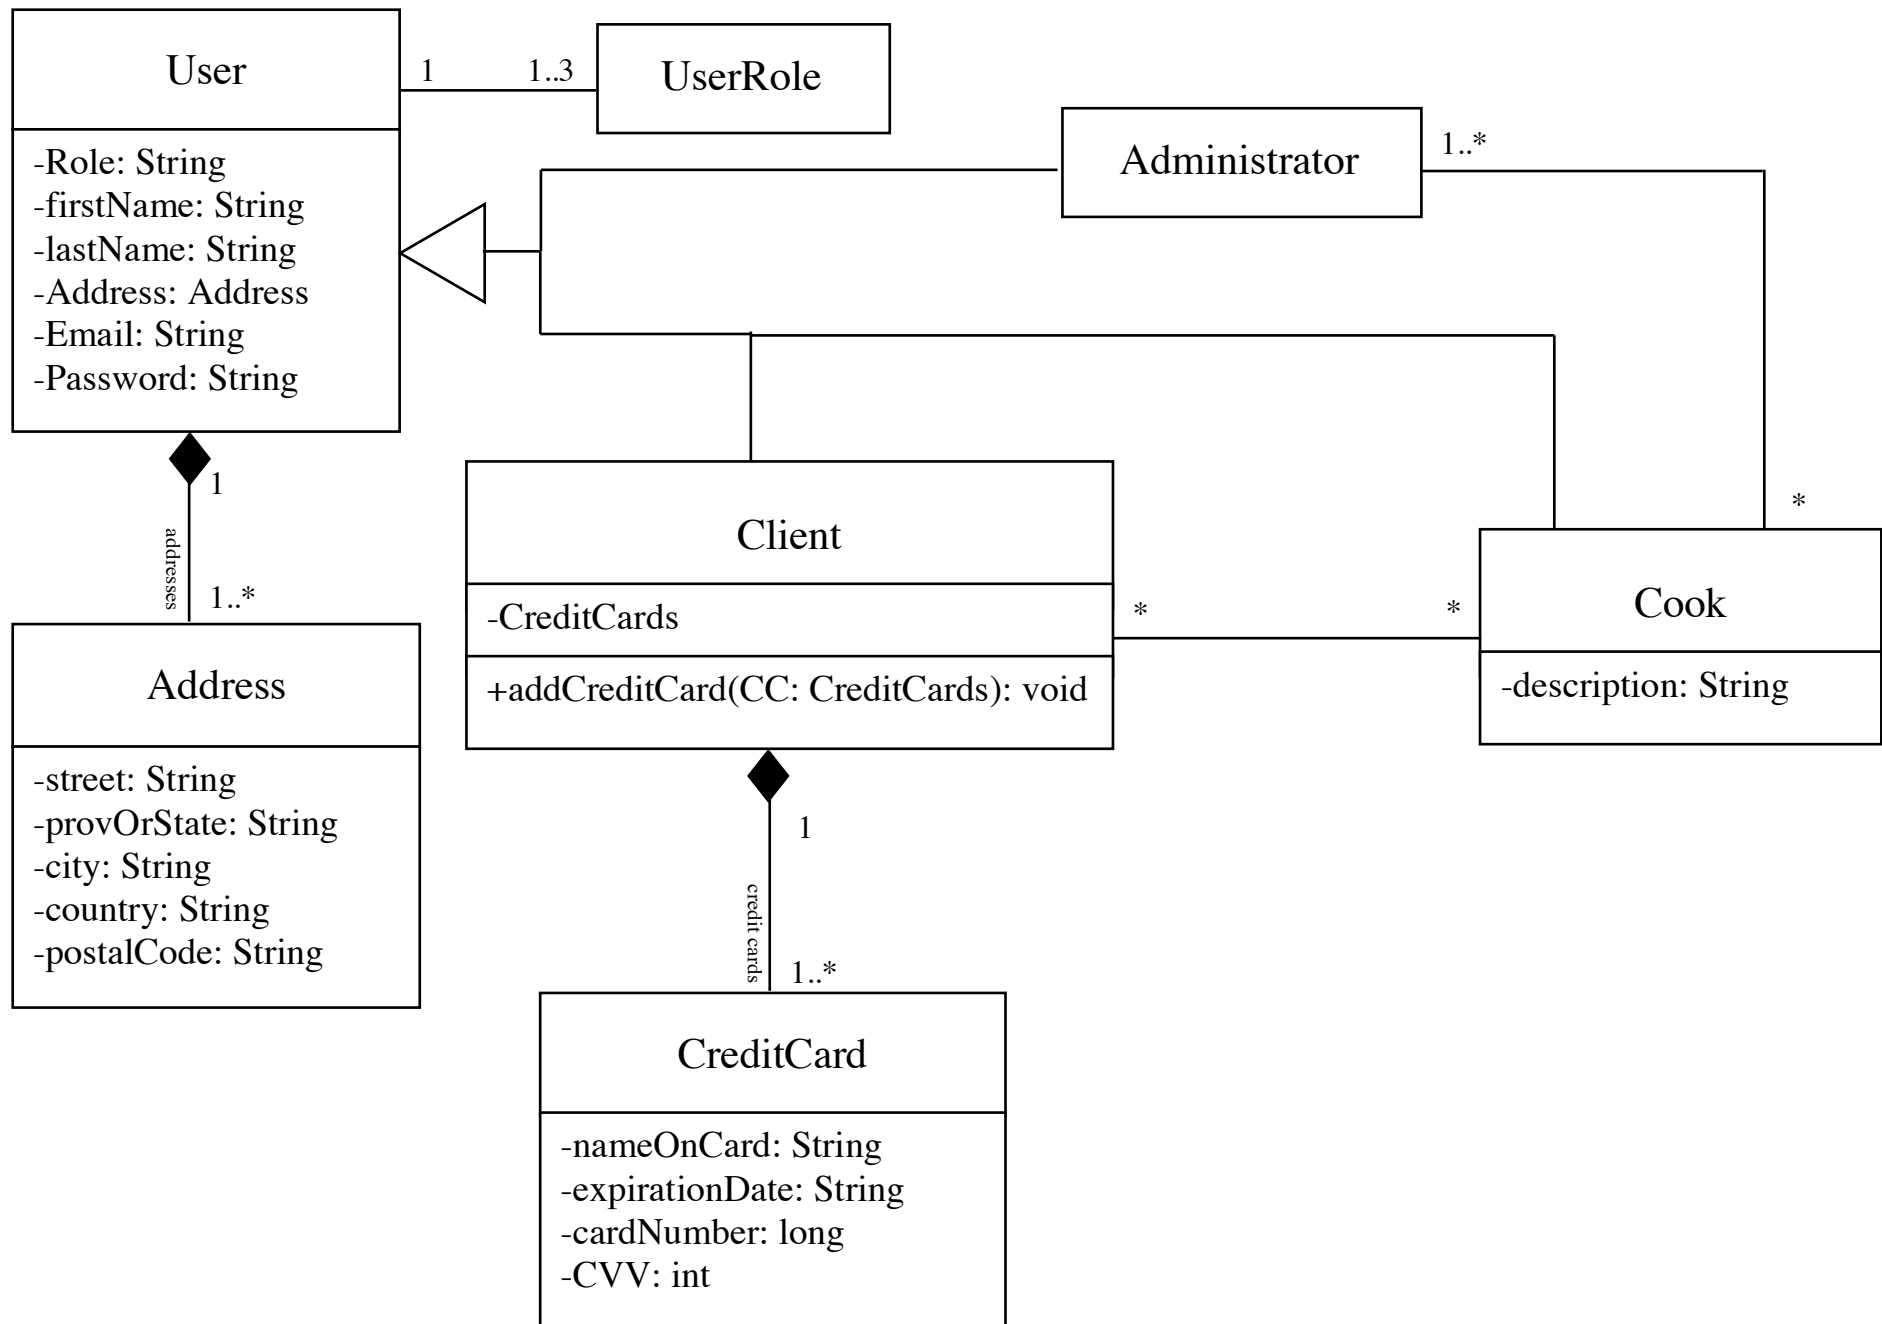 User
1
1..3
UserRole
-Role: String
-firstName: String
-lastName: String
-Address: Address
-Email: String
-Password: String
Administrator
1..*
*
1
addresses
1..*
Address
-street: String
-provOrState: String
-city: String
-country: String
-postalCode: String
Client
-CreditCards
+addCreditCard(CC: CreditCards): void
*
*
Cook
-description: String
1
credit cards
1..*
CreditCard
-nameOnCard: String
-expirationDate: String
-cardNumber: long
-CVV: int